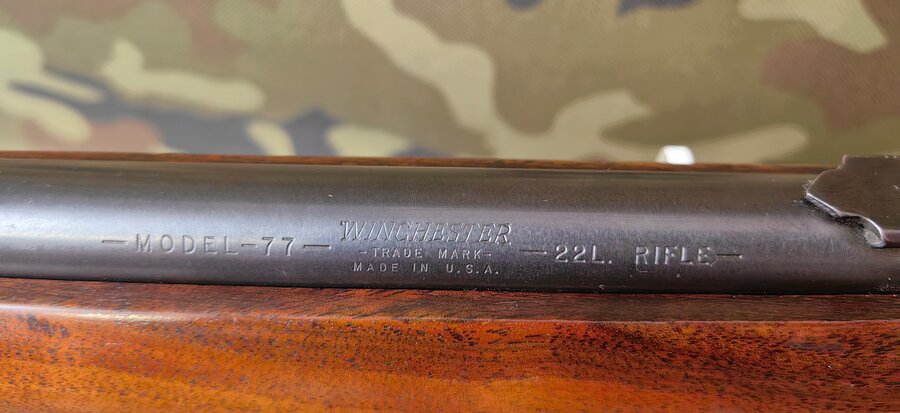 —MODEL-77— WINCHESTER —22L. RIFLE—
-TRADE MARK-
MADE IN U.S.A.